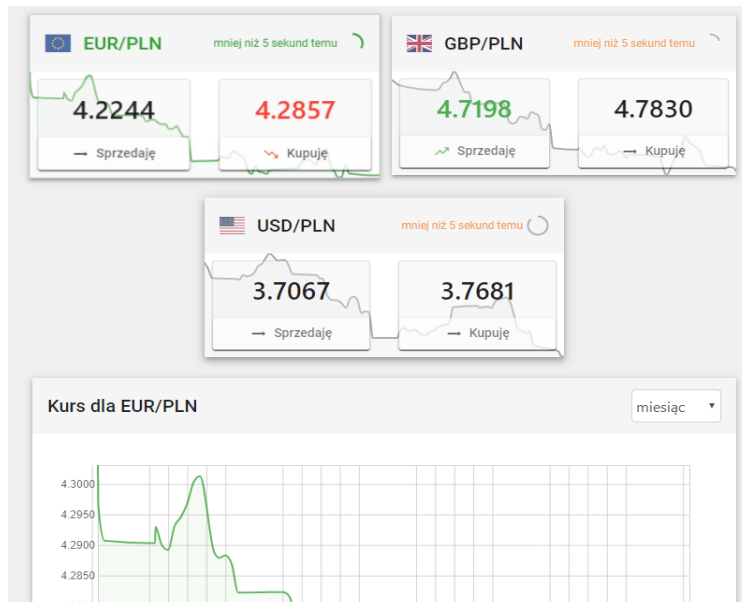 EUR/PLN mniej niż 5 sekund temu
4.2244 4.2857
Sprzedaję Kupuję
GBP/PLN mniej niż 5 sekund temu
4.7198 4.7830
Sprzedaję Kupuję
USD/PLN mniej niż 5 sekund temu
3.7067 3.7681
Sprzedaję Kupuję
Kurs dla EUR/PLN miesiąc
4.3000
4.2950
4.2900
4.2850